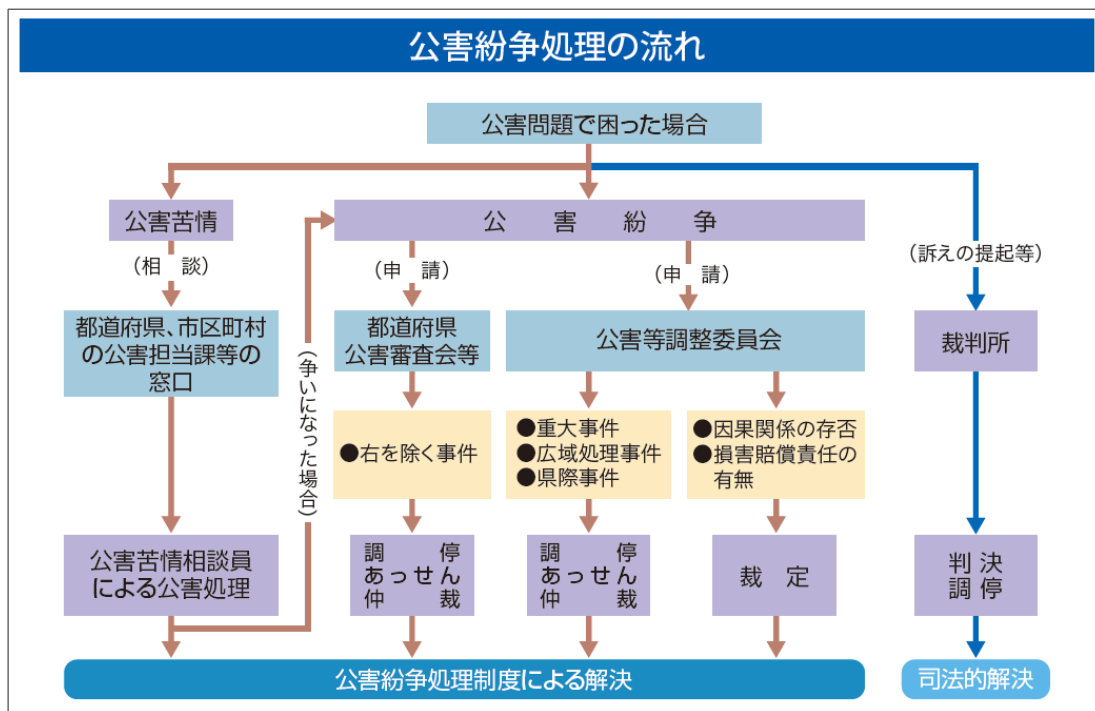 公害紛争処理の流れ
公害問題で困った場合
公害苦情
公害紛争
(相談)
(申請)
(申請)
(訴えの提起等)
都道府県、市区町村
の公害担当課等の
窓口
都道府県
公害審査会等
公害等調整委員会
裁判所
(争いになった場合)
●右を除く事件
●重大事件
●広域処理事件
●県際事件
●因果関係の存否
●損害賠償責任の
有無
公害苦情相談員
による公害処理
調停
あっせん
仲裁
調停
あっせん
仲裁
裁定
判決
調停
公害紛争処理制度による解決
司法的解決